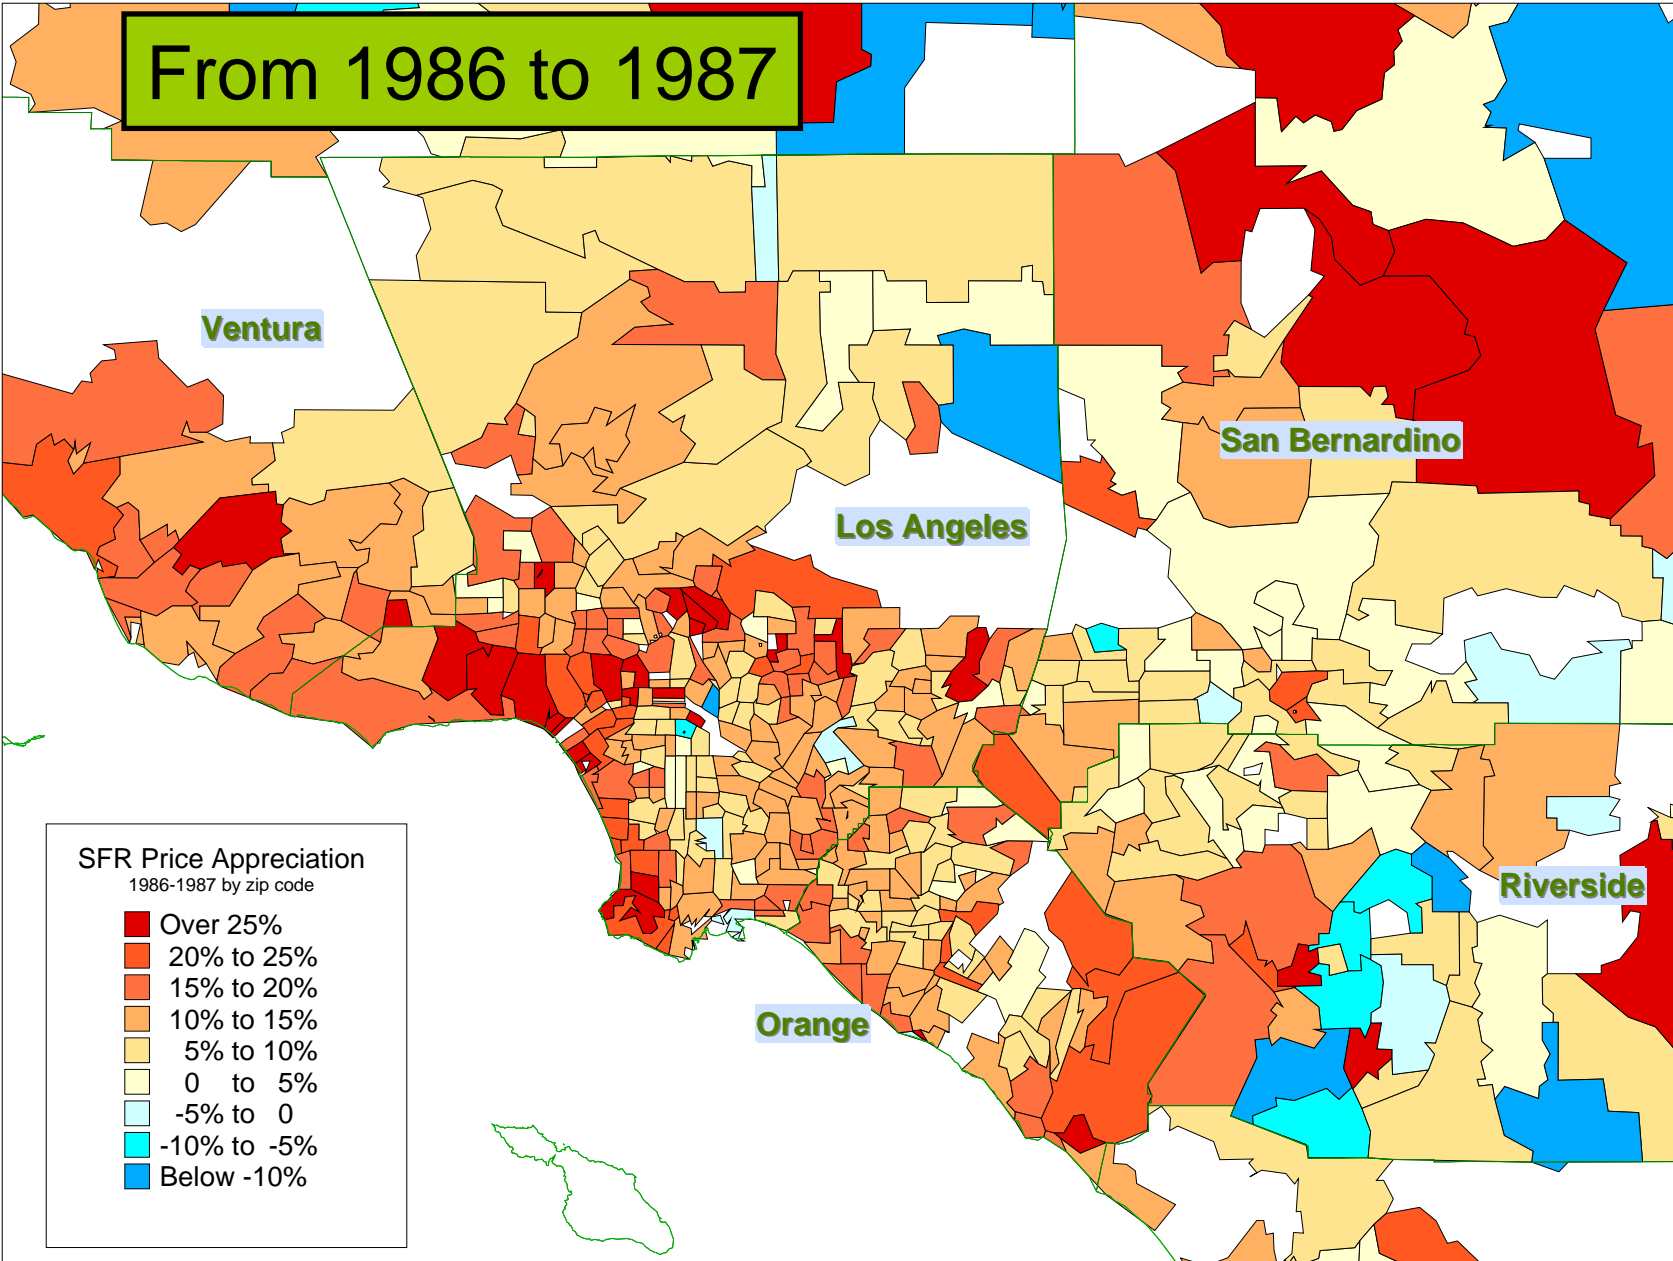 From 1986 to 1987
Ventura
San Bernardino
Los Angeles
Riverside
Orange
SFR Price Appreciation
1986-1987 by zip code
Over 25%
20% to 25%
15% to 20%
10% to 15%
5% to 10%
0 to 5%
-5% to 0
-10% to -5%
Below -10%